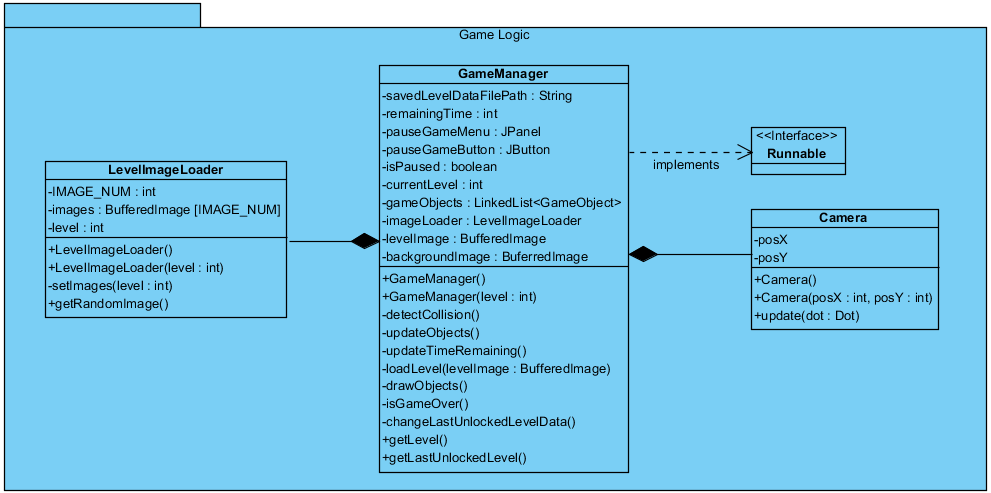 Game Logic
GameManager
-savedLevelDataFilePath : String
-remainingTime : int
-pauseGameMenu : JPanel
-pauseGameButton : JButton
-isPaused : boolean
-currentLevel : int
-gameObjects : LinkedList<GameObject>
-imageLoader : LevelImageLoader
-levelImage : BufferedImage
-backgroundImage : BuferredImage
+GameManager()
+GameManager(level : int)
-detectCollision()
-updateObjects()
-updateTimeRemaining()
-loadLevel(levelImage : BufferedImage)
-drawObjects()
-isGameOver()
-changeLastUnlockedLevelData()
+getLevel()
+getLastUnlockedLevel()
LevelImageLoader
-IMAGE_NUM : int
-images : BufferedImage [IMAGE_NUM]
-level : int
+LevelImageLoader()
+LevelImageLoader(level : int)
-setImages(level : int)
+getRandomImage()
implements
<<Interface>>
Runnable
Camera
-posX
-posY
+Camera()
+Camera(posX : int, posY : int)
+update(dot : Dot)